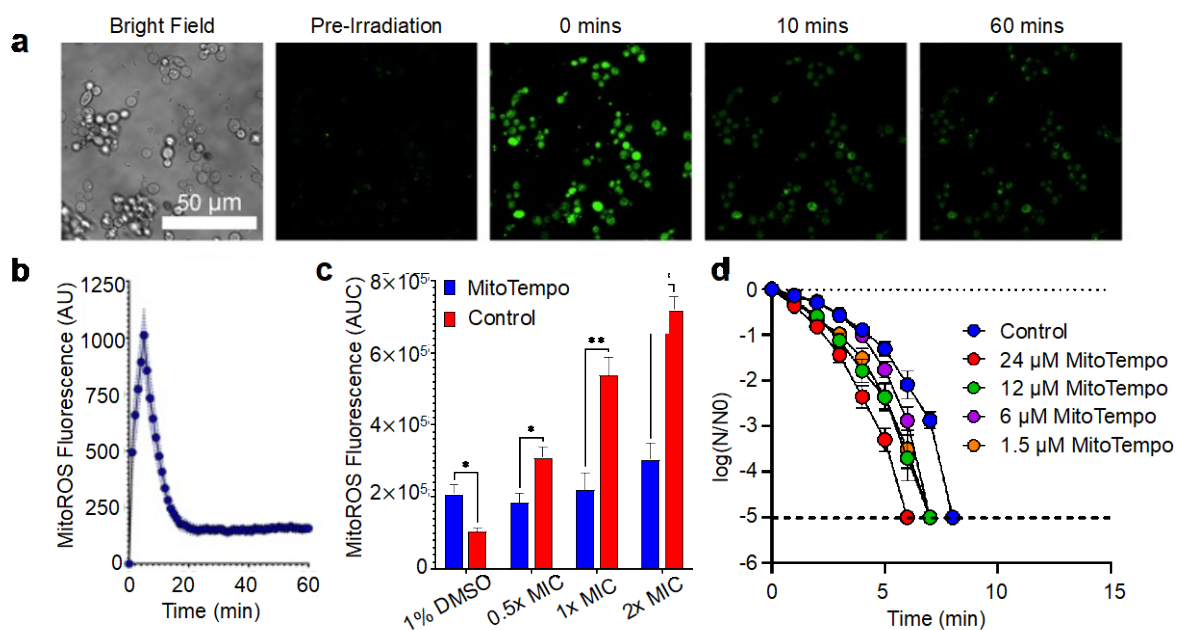 a
Bright Field
Pre-Irradiation
0 mins
10 mins
60 mins
50 µm
b
MitoROS Fluorescence (AU)
1250
1000
750
500
250
0
0
20
40
60
Time (min)
c
MitoROS Fluorescence (AUC)
8×10⁵
6×10⁵
4×10⁵
2×10⁵
0
MitoTempo
Control
*
*
**
1% DMSO
0.5x MIC
1x MIC
2x MIC
d
log(N/N0)
0
-1
-2
-3
-4
-5
-6
0
5
10
15
Time (min)
Control
24 µM MitoTempo
12 µM MitoTempo
6 µM MitoTempo
1.5 µM MitoTempo